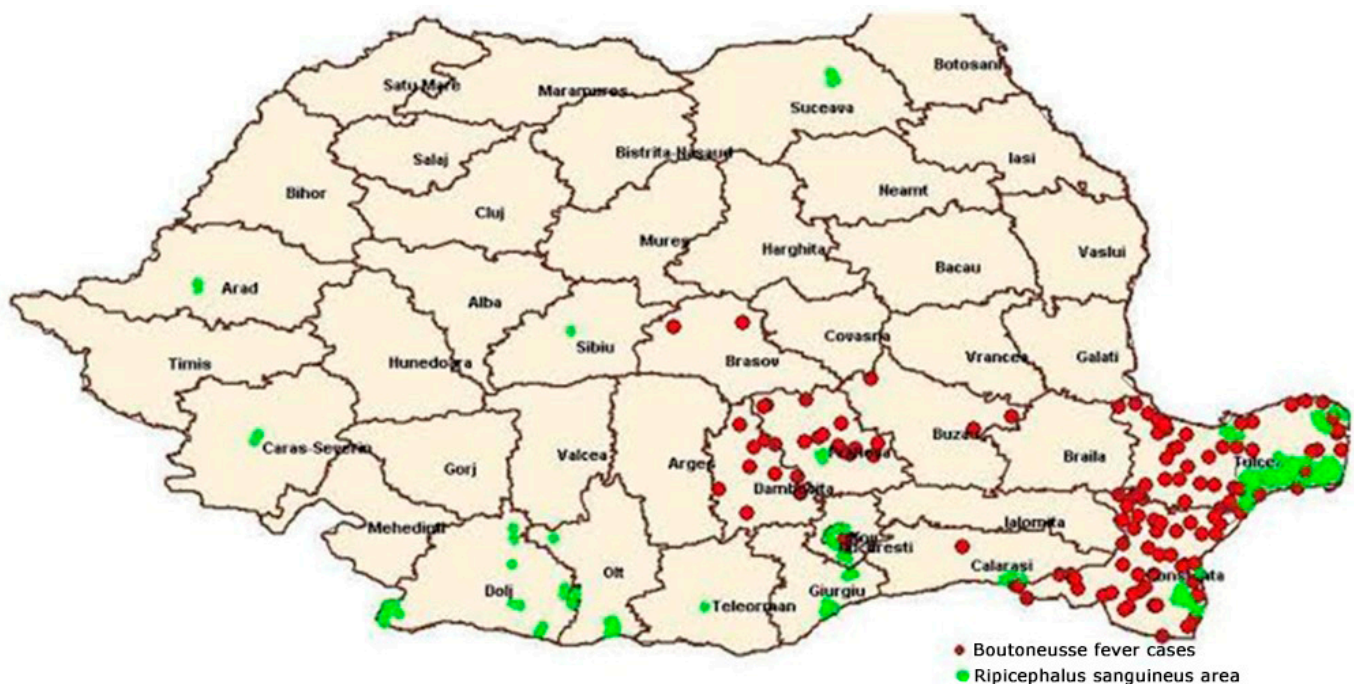 Botosani
Satu Mare
Maramures
Suceava
Bistrita-Nasaud
Salaj
Iasi
Bihor
Neamt
Cluj
Mures
Harghita
Vaslui
Bacau
Arad
Alba
Sibiu
Covasna
Timis
Hunedoara
Brasov
Vrancea
Galati
Caras-Severin
Gorj
Valcea
Arges
Prahova
Buzau
Braila
Tulcea
Dambovita
Mehedinti
Ialomita
Bucuresti
Calarasi
Constanta
Dolj
Olt
Teleorman
Giurgiu
Boutoneusse fever cases
Ripicephalus sanguineus area